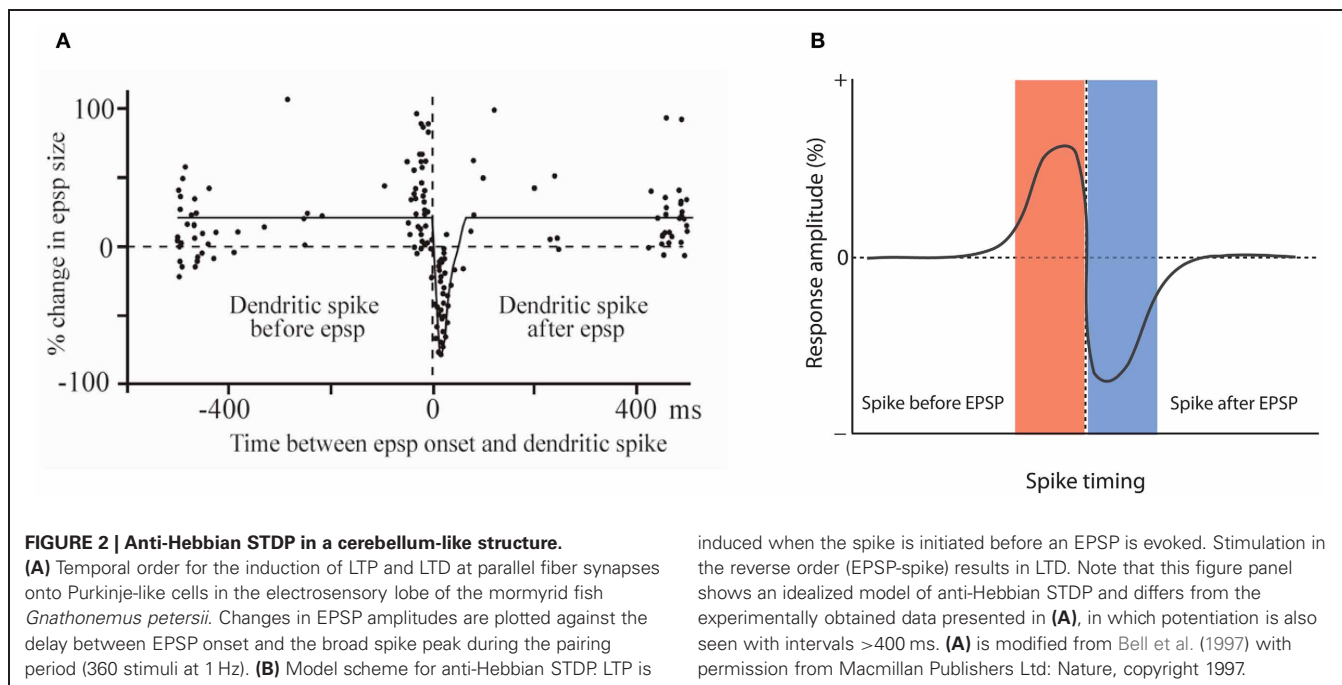 A
% change in epsp size
100
0
-100
Dendritic spike
before epsp
Dendritic spike
after epsp
-400
0
400
ms
Time between epsp onset and dendritic spike
B
Response amplitude (%)
+
0
–
Spike before EPSP
Spike after EPSP
Spike timing
FIGURE 2 | Anti-Hebbian STDP in a cerebellum-like structure.
(A) Temporal order for the induction of LTP and LTD at parallel fiber synapses
onto Purkinje-like cells in the electrosensory lobe of the mormyrid fish
Gnathonemus petersii. Changes in EPSP amplitudes are plotted against the
delay between EPSP onset and the broad spike peak during the pairing
period (360 stimuli at 1 Hz). (B) Model scheme for anti-Hebbian STDP. LTP is
induced when the spike is initiated before an EPSP is evoked. Stimulation in
the reverse order (EPSP-spike) results in LTD. Note that this figure panel
shows an idealized model of anti-Hebbian STDP and differs from the
experimentally obtained data presented in (A), in which potentiation is also
seen with intervals >400 ms. (A) is modified from Bell et al. (1997) with
permission from Macmillan Publishers Ltd: Nature, copyright 1997.